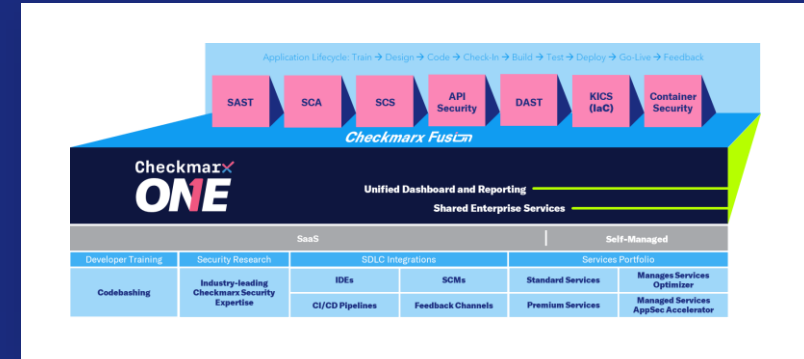 Application Lifecycle: Train → Design → Code → Check-In → Build → Test → Deploy → Go-Live → Feedback
SAST
SCA
SCS
API
Security
DAST
KICS
(IaC)
Container
Security
Checkmarx Fusion
Checkmarx
ONE
Unified Dashboard and Reporting
Shared Enterprise Services
SaaS
Self-Managed
Developer Training
Security Research
SDLC Integrations
Services Portfolio
Codebashing
Industry-leading
Checkmarx Security
Expertise
IDEs
SCMs
Standard Services
Manages Services
Optimizer
CI/CD Pipelines
Feedback Channels
Premium Services
Managed Services
AppSec Accelerator